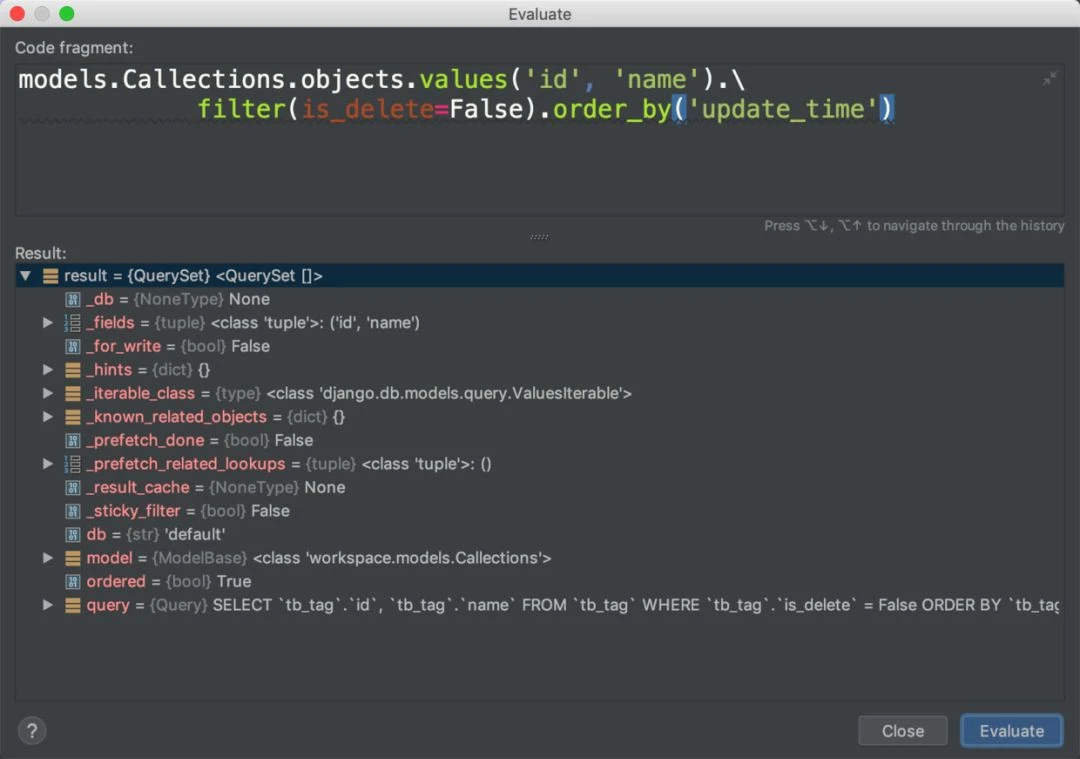 Evaluate
Code fragment:
models.Callections.objects.values('id', 'name').\
filter(is_delete=False).order_by('update_time')
Press ⌥↓, ⌥↑ to navigate through the history
Result:
result = {QuerySet} <QuerySet []>
_db = {NoneType} None
_fields = {tuple} <class 'tuple'>: ('id', 'name')
_for_write = {bool} False
_hints = {dict} {}
_iterable_class = {type} <class 'django.db.models.query.ValuesIterable'>
_known_related_objects = {dict} {}
_prefetch_done = {bool} False
_prefetch_related_lookups = {tuple} <class 'tuple'>: ()
_result_cache = {NoneType} None
_sticky_filter = {bool} False
db = {str} 'default'
model = {ModelBase} <class 'workspace.models.Callections'>
ordered = {bool} True
query = {Query} SELECT `tb_tag`.`id`, `tb_tag`.`name` FROM `tb_tag` WHERE `tb_tag`.`is_delete` = False ORDER BY `tb_tag
? Close Evaluate